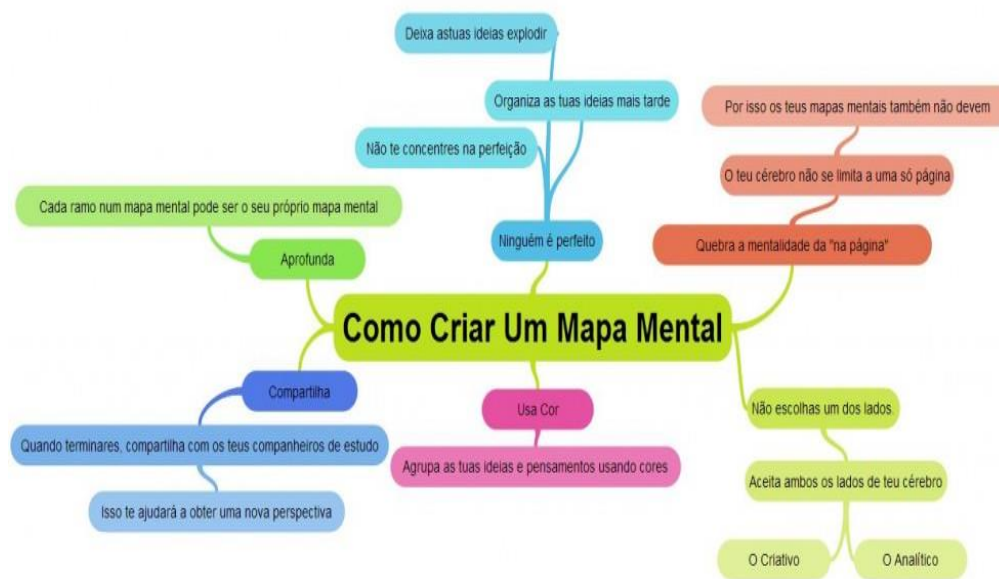 Deixa astuas ideias explodir
Organiza as tuas ideias mais tarde
Não te concentres na perfeição
Ninguém é perfeito
Por isso os teus mapas mentais também não devem
O teu cérebro não se limita a uma só página
Quebra a mentalidade da "na página"
Cada ramo num mapa mental pode ser o seu próprio mapa mental
Aprofunda
Como Criar Um Mapa Mental
Compartilha
Quando terminares, compartilha com os teus companheiros de estudo
Isso te ajudará a obter uma nova perspectiva
Usa Cor
Agrupa as tuas ideias e pensamentos usando cores
Não escolhas um dos lados.
Aceita ambos os lados de teu cérebro
O Criativo
O Analítico